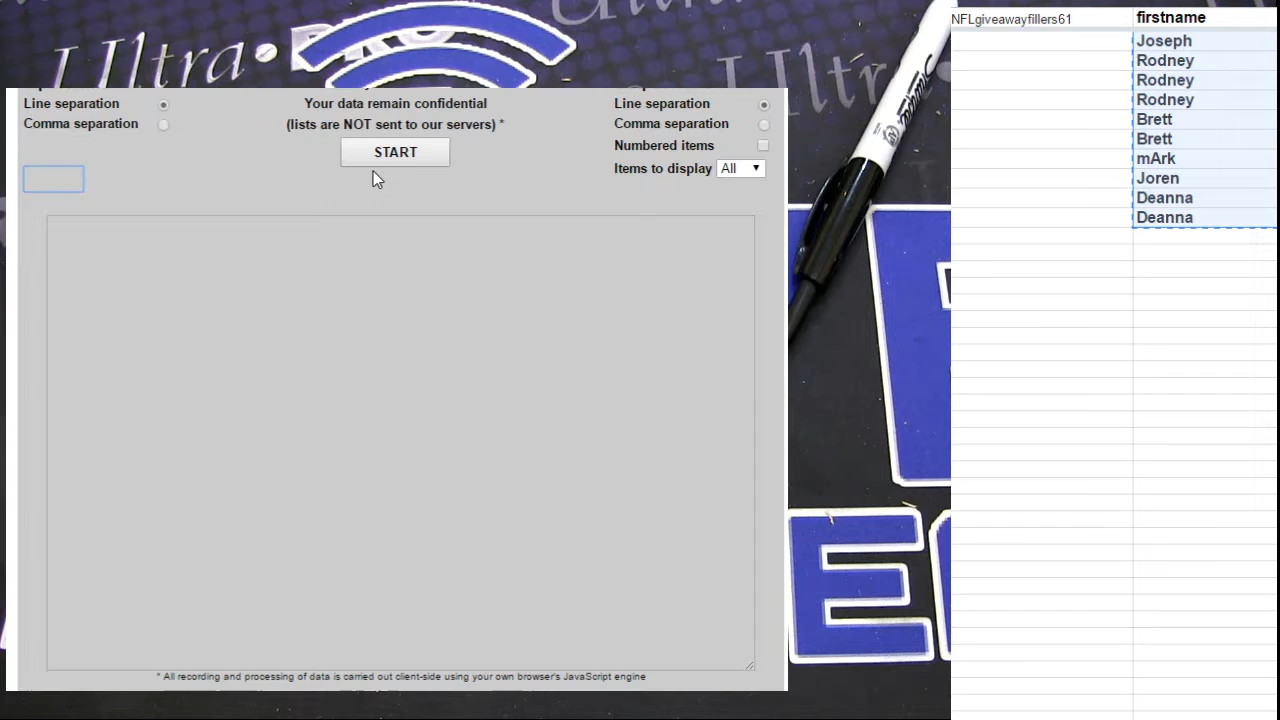 Ultra•PRO
Line separation
Comma separation
Your data remain confidential
(lists are NOT sent to our servers) *
START
Line separation
Comma separation
Numbered items
Items to display All
* All recording and processing of data is carried out client-side using your own browser's JavaScript engine
NFLgiveawayfillers61
firstname
Joseph
Rodney
Rodney
Rodney
Brett
Brett
mArk
Joren
Deanna
Deanna